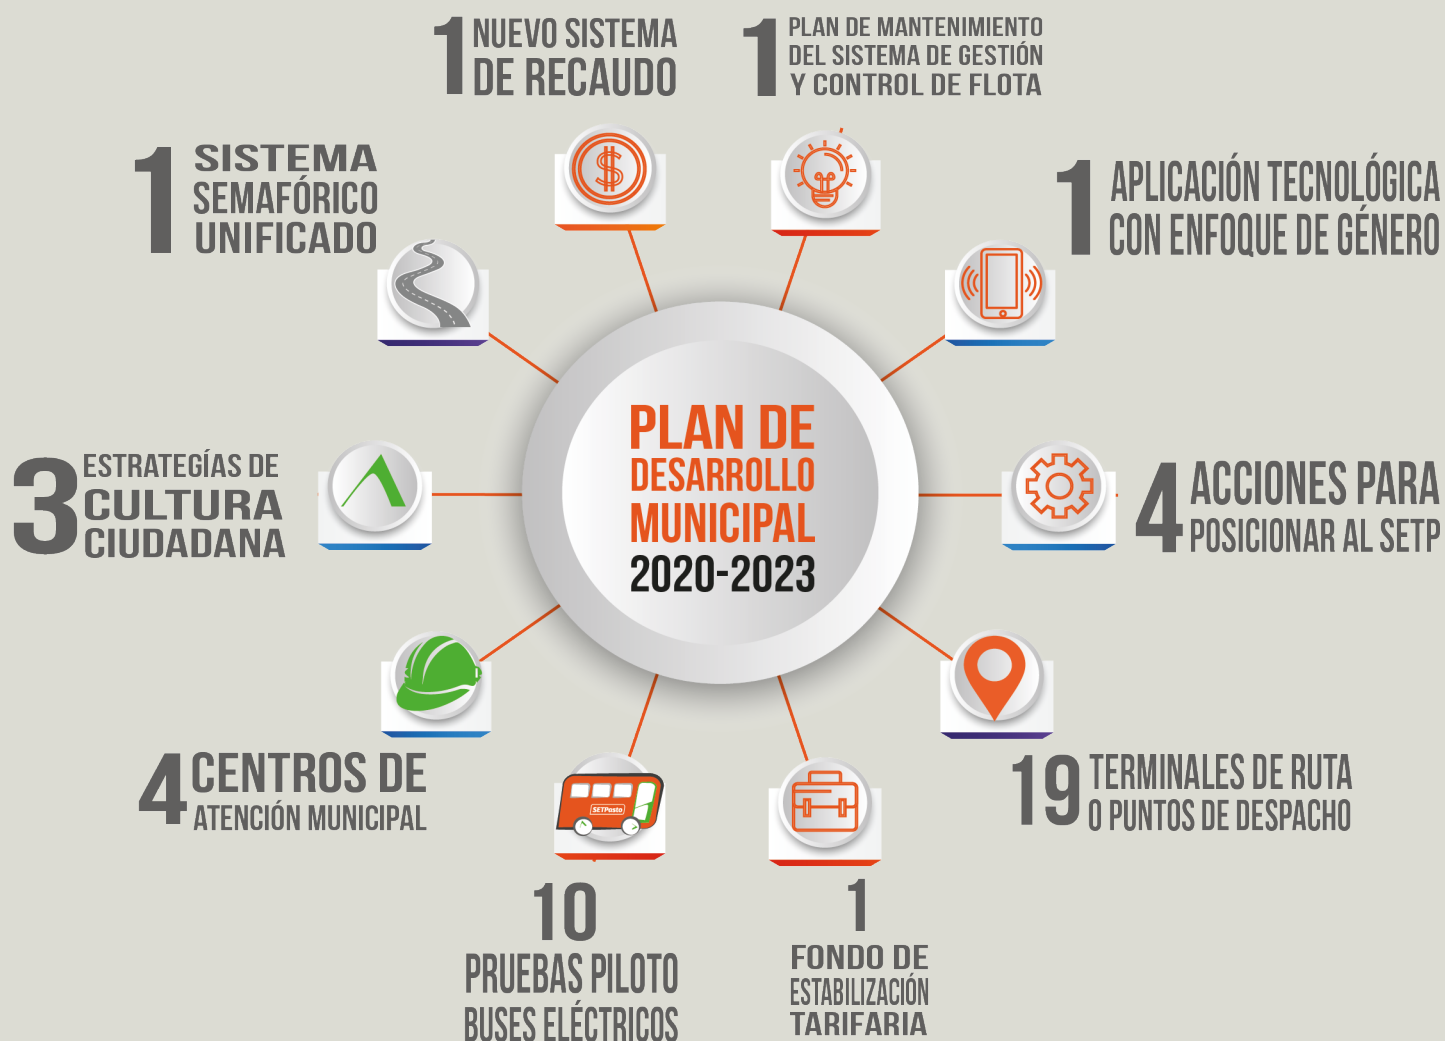 1 NUEVO SISTEMA
DE RECAUDO
1 PLAN DE MANTENIMIENTO
DEL SISTEMA DE GESTIÓN
Y CONTROL DE FLOTA
1 SISTEMA
SEMAFÓRICO
UNIFICADO
1 APLICACIÓN TECNOLÓGICA
CON ENFOQUE DE GÉNERO
$
PLAN DE
DESARROLLO
MUNICIPAL
2020-2023
3 ESTRATEGÍAS DE
CULTURA
CIUDADANA
4 ACCIONES PARA
POSICIONAR AL SETP
4 CENTROS DE
ATENCIÓN MUNICIPAL
19 TERMINALES DE RUTA
O PUNTOS DE DESPACHO
SETPasto
10
PRUEBAS PILOTO
BUSES ELÉCTRICOS
1
FONDO DE
ESTABILIZACIÓN
TARIFARIA